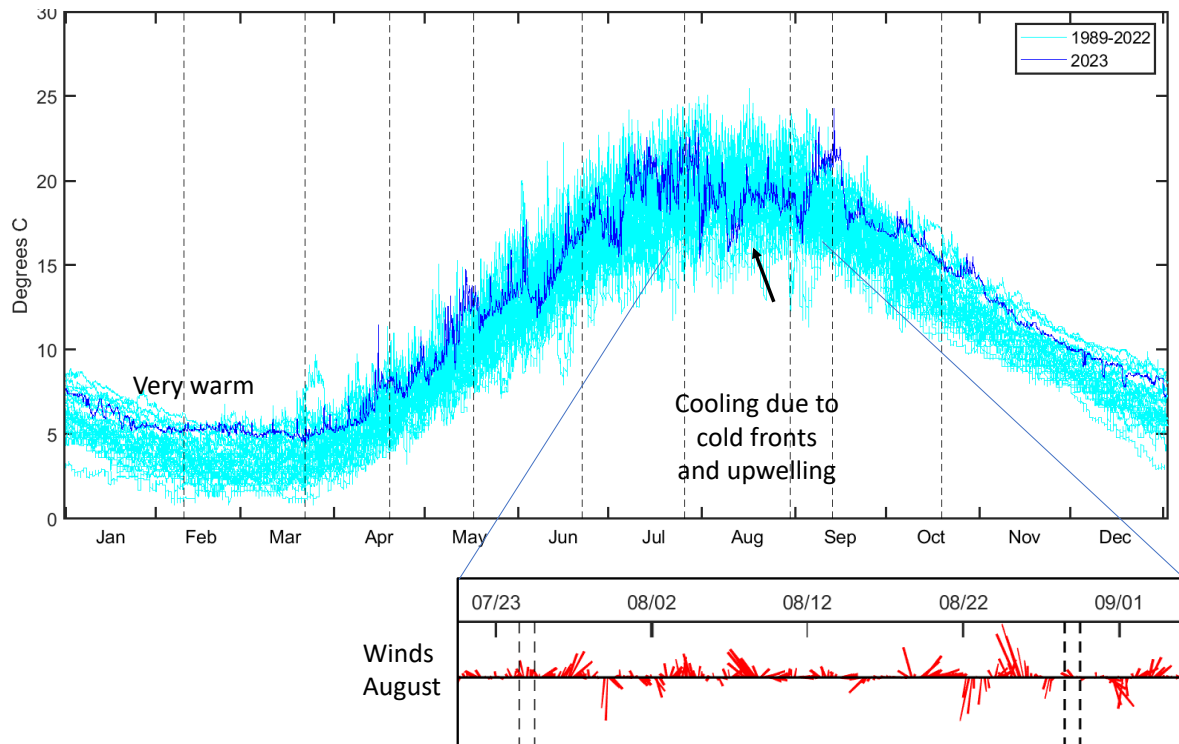 30
1989-2022
2023
25
20
15
10
5
0
Degrees C
Very warm
Cooling due to
cold fronts
and upwelling
Jan Feb Mar Apr May Jun Jul Aug Sep Oct Nov Dec
07/23 08/02 08/12 08/22 09/01
Winds
August